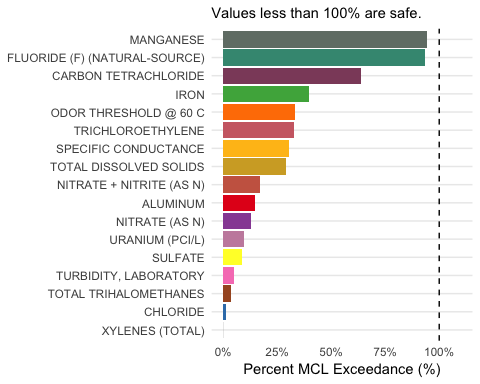 Values less than 100% are safe.
MANGANESE
FLUORIDE (F) (NATURAL-SOURCE)
CARBON TETRACHLORIDE
IRON
ODOR THRESHOLD @ 60 C
TRICHLOROETHYLENE
SPECIFIC CONDUCTANCE
TOTAL DISSOLVED SOLIDS
NITRATE + NITRITE (AS N)
ALUMINUM
NITRATE (AS N)
URANIUM (PCI/L)
SULFATE
TURBIDITY, LABORATORY
TOTAL TRIHALOMETHANES
CHLORIDE
XYLENES (TOTAL)
0% 25% 50% 75% 100%
Percent MCL Exceedance (%)